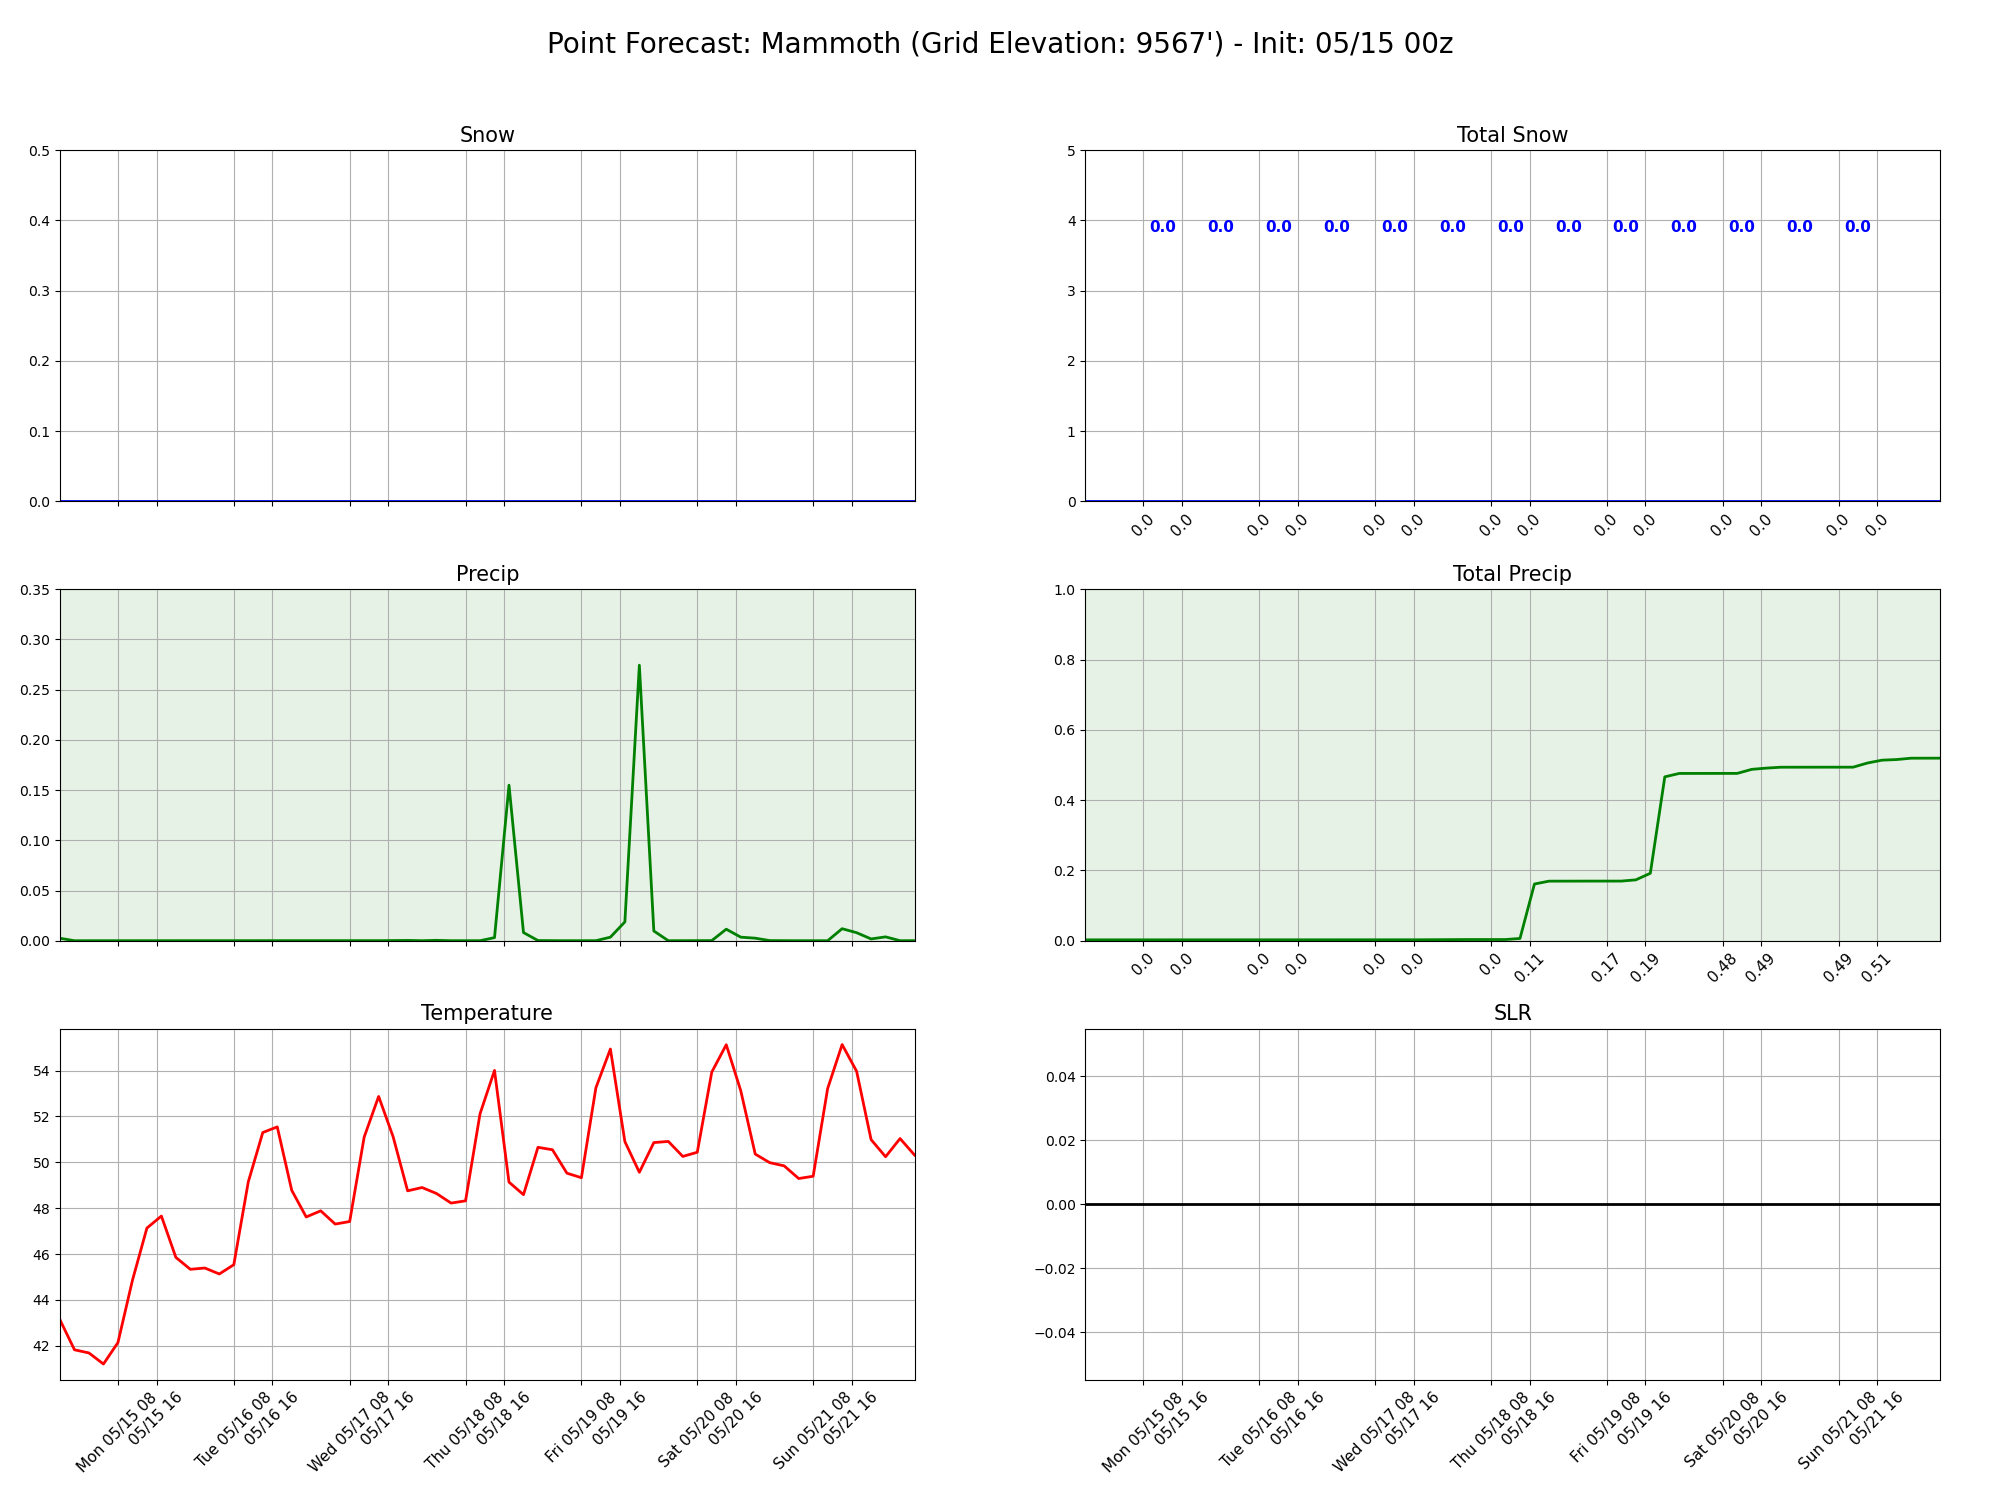 Point Forecast: Mammoth (Grid Elevation: 9567') - Init: 05/15 00z
Snow
0.5
0.4
0.3
0.2
0.1
0.0
Total Snow
5
4
3
2
1
0
0.0 0.0 0.0 0.0 0.0 0.0 0.0 0.0 0.0 0.0 0.0 0.0 0.0
0.0 0.0 0.0 0.0 0.0 0.0 0.0 0.0 0.0 0.0 0.0 0.0 0.0 0.0
Precip
0.35
0.30
0.25
0.20
0.15
0.10
0.05
0.00
Total Precip
1.0
0.8
0.6
0.4
0.2
0.0
0.0 0.0 0.0 0.0 0.0 0.0 0.0 0.11 0.17 0.19 0.48 0.49 0.49 0.51
Temperature
54
52
50
48
46
44
42
Mon 05/15 08
05/15 16
Tue 05/16 08
05/16 16
Wed 05/17 08
05/17 16
Thu 05/18 08
05/18 16
Fri 05/19 08
05/19 16
Sat 05/20 08
05/20 16
Sun 05/21 08
05/21 16
SLR
0.04
0.02
0.00
−0.02
−0.04
Mon 05/15 08
05/15 16
Tue 05/16 08
05/16 16
Wed 05/17 08
05/17 16
Thu 05/18 08
05/18 16
Fri 05/19 08
05/19 16
Sat 05/20 08
05/20 16
Sun 05/21 08
05/21 16